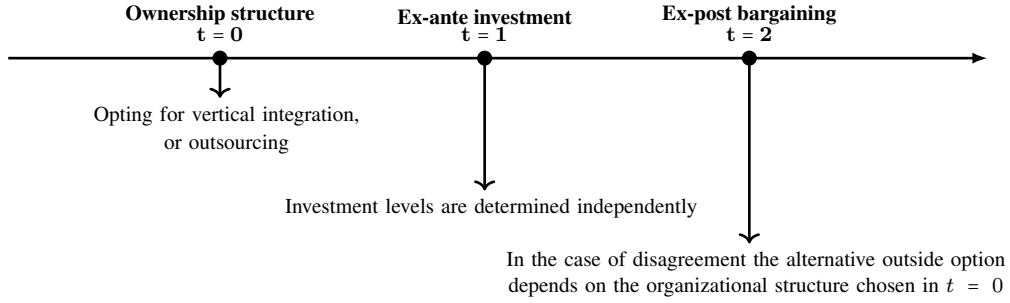 Ownership structure
t = 0
Ex-ante investment
t = 1
Ex-post bargaining
t = 2
Opting for vertical integration,
or outsourcing
Investment levels are determined independently
In the case of disagreement the alternative outside option
depends on the organizational structure chosen in t = 0